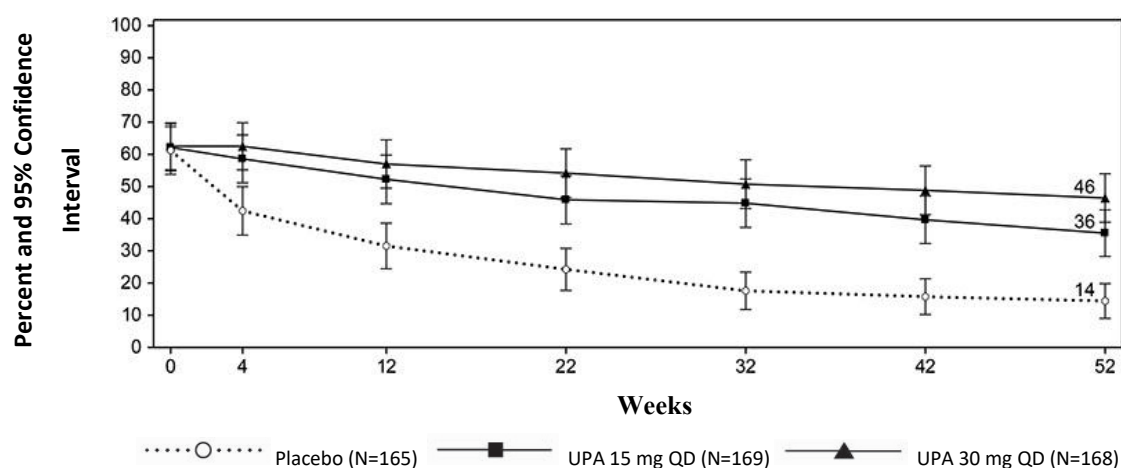 Percent and 95% Confidence
Interval
100
90
80
70
60
50
40
30
20
10
0
46
36
14
0 4 12 22 32 42 52
Weeks
Placebo (N=165) UPA 15 mg QD (N=169) UPA 30 mg QD (N=168)